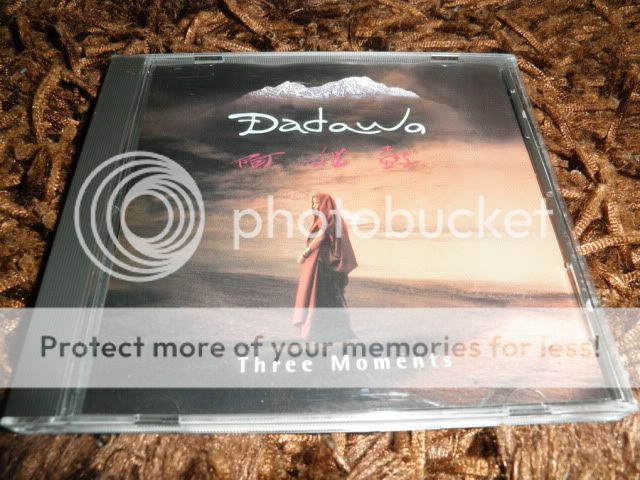 Dadawa
阿姐鼓
photobucket
Protect more of your memories for less!
Three Moments